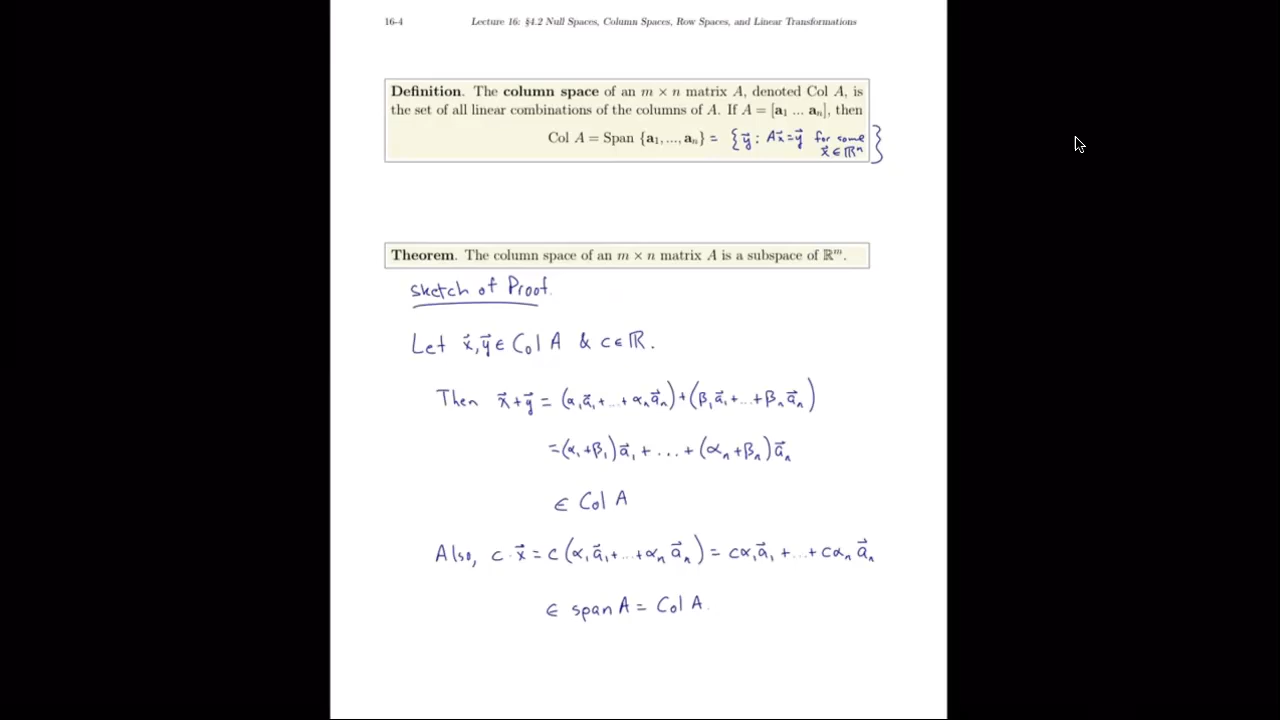 16-4 Lecture 16: §4.2 Null Spaces, Column Spaces, Row Spaces, and Linear Transformations
Definition. The column space of an m × n matrix A, denoted Col A, is
the set of all linear combinations of the columns of A. If A = [a₁ ... aₙ], then
Col A = Span {a₁, ..., aₙ} = {y⃗ : Ax⃗ = y⃗ for some
x⃗ ∈ ℝⁿ}
Theorem. The column space of an m × n matrix A is a subspace of ℝᵐ.
Sketch of Proof.
Let x⃗, y⃗ ∈ Col A & c ∈ ℝ.
Then x⃗ + y⃗ = (α₁a⃗₁ + ... + αₙa⃗ₙ) + (β₁a⃗₁ + ... + βₙa⃗ₙ)
= (α₁ + β₁)a⃗₁ + ... + (αₙ + βₙ)a⃗ₙ
∈ Col A
Also, c · x⃗ = c(α₁a⃗₁ + ... + αₙa⃗ₙ) = cα₁a⃗₁ + ... + cαₙa⃗ₙ
∈ span A = Col A.